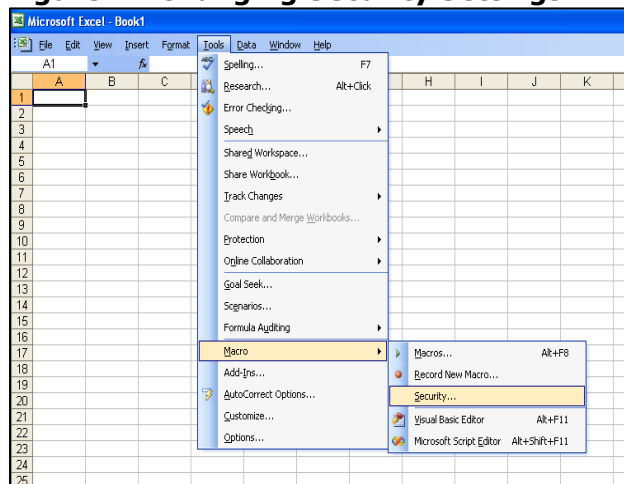 Microsoft Excel - Book1
File Edit View Insert Format Tools Data Window Help
A1 fx
A B C H I J K
Spelling... F7
Research... Alt+Click
Error Checking...
Speech
Shared Workspace...
Share Workbook...
Track Changes
Compare and Merge Workbooks...
Protection
Online Collaboration
Goal Seek...
Scenarios...
Formula Auditing
Macro
Add-Ins...
AutoCorrect Options...
Customize...
Options...
Macros... Alt+F8
Record New Macro...
Security...
Visual Basic Editor Alt+F11
Microsoft Script Editor Alt+Shift+F11
1
2
3
4
5
6
7
8
9
10
11
12
13
14
15
16
17
18
19
20
21
22
23
24
25